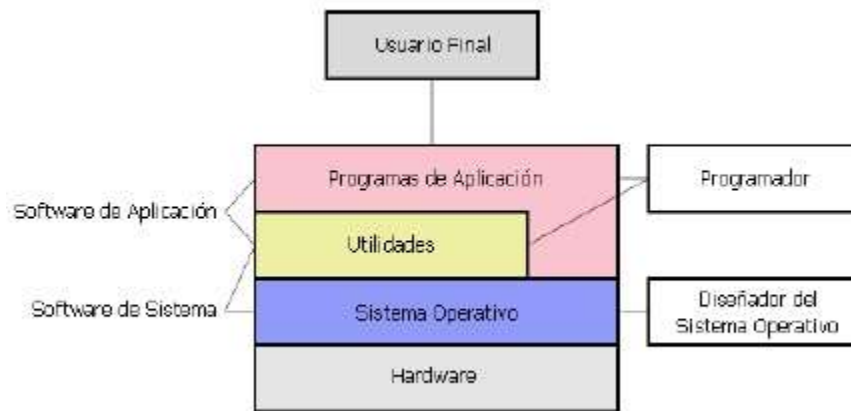 Usuario Final
Programas de Aplicación
Programador
Software de Aplicación
Utilidades
Software de Sistema
Sistema Operativo
Diseñador del
Sistema Operativo
Hardware